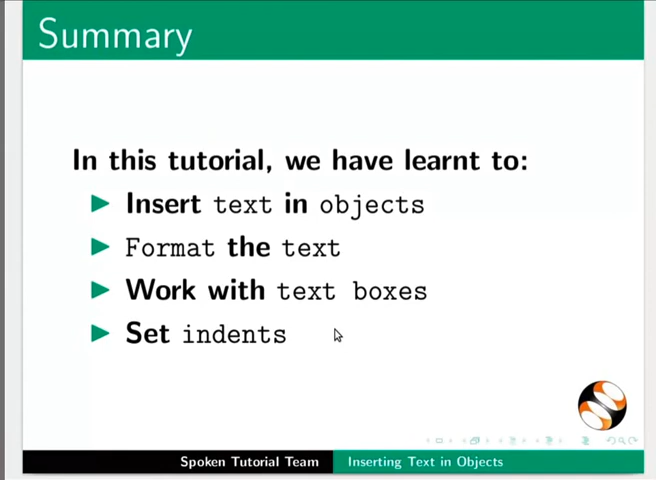 Summary
In this tutorial, we have learnt to:
Insert text in objects
Format the text
Work with text boxes
Set indents
Spoken Tutorial Team Inserting Text in Objects